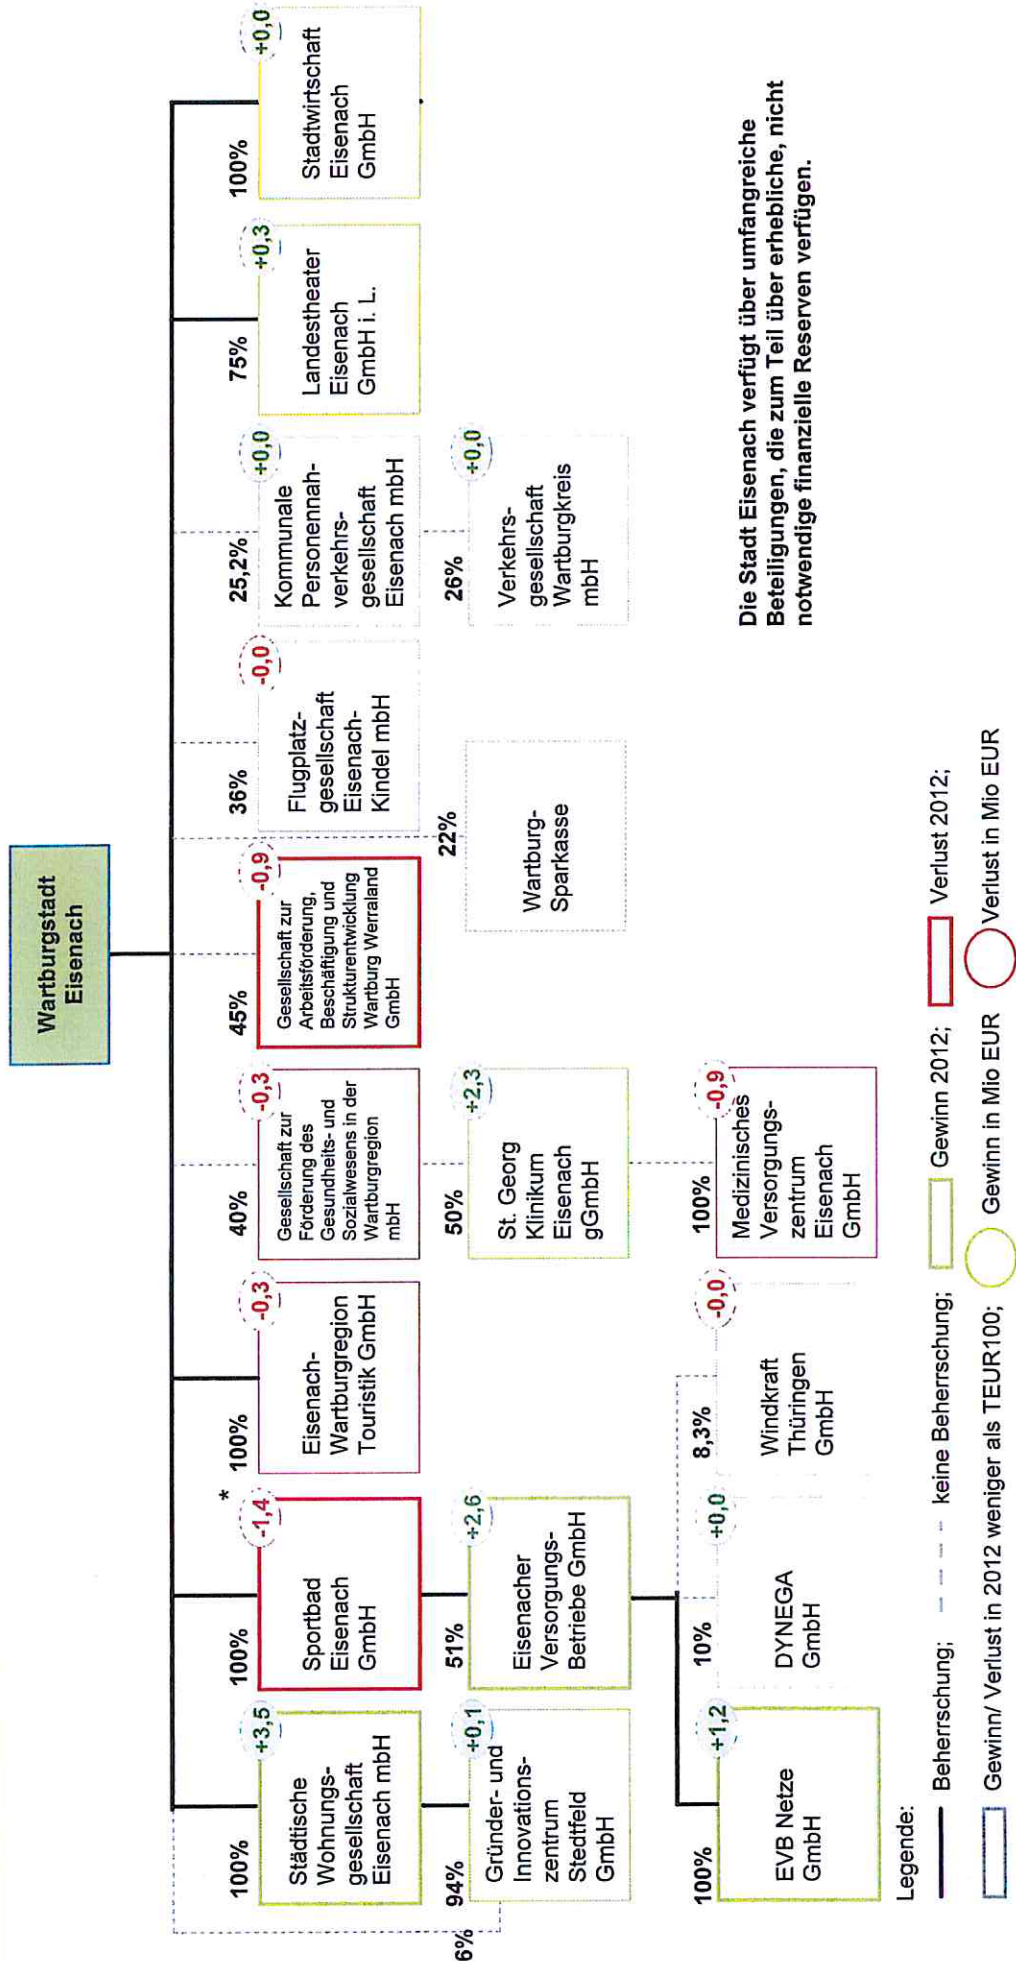 Wartburgstadt
Eisenach
100%
+3,5
Städtische
Wohnungs-
gesellschaft
Eisenach mbH
100%
-1,4
*
Sportbad
Eisenach
GmbH
100%
-0,3
Eisenach-
Wartburgregion
Touristik GmbH
40%
-0,3
Gesellschaft zur
Förderung des
Gesundheits- und
Sozialwesens in der
Wartburgregion
mbH
45%
-0,9
Gesellschaft zur
Arbeitsförderung,
Beschäftigung und
Strukturentwicklung
Wartburg Werraland
GmbH
36%
-0,0
Flugplatz-
gesellschaft
Eisenach-
Kindel mbH
25,2%
+0,0
Kommunale
Personennah-
verkehrs-
gesellschaft
Eisenach mbH
75%
+0,3
Landestheater
Eisenach
GmbH i. L.
100%
+0,0
Stadtwirtschaft
Eisenach
GmbH
6%
94%
+0,1
Gründer- und
Innovations-
zentrum
Stedtfeld
GmbH
51%
+2,6
Eisenacher
Versorgungs-
Betriebe GmbH
50%
+2,3
St. Georg
Klinikum
Eisenach
gGmbH
22%
Wartburg-
Sparkasse
26%
+0,0
Verkehrs-
gesellschaft
Wartburgkreis
mbH
100%
+1,2
EVB Netze
GmbH
10%
+0,0
DYNEGA
GmbH
8,3%
-0,0
Windkraft
Thüringen
GmbH
100%
-0,9
Medizinisches
Versorgungs-
zentrum
Eisenach
GmbH
Die Stadt Eisenach verfügt über umfangreiche
Beteiligungen, die zum Teil über erhebliche, nicht
notwendige finanzielle Reserven verfügen.
Legende:
Beherrschung; keine Beherrschung; Gewinn 2012; Verlust 2012;
Gewinn/ Verlust in 2012 weniger als TEUR100; Gewinn in Mio EUR Verlust in Mio EUR